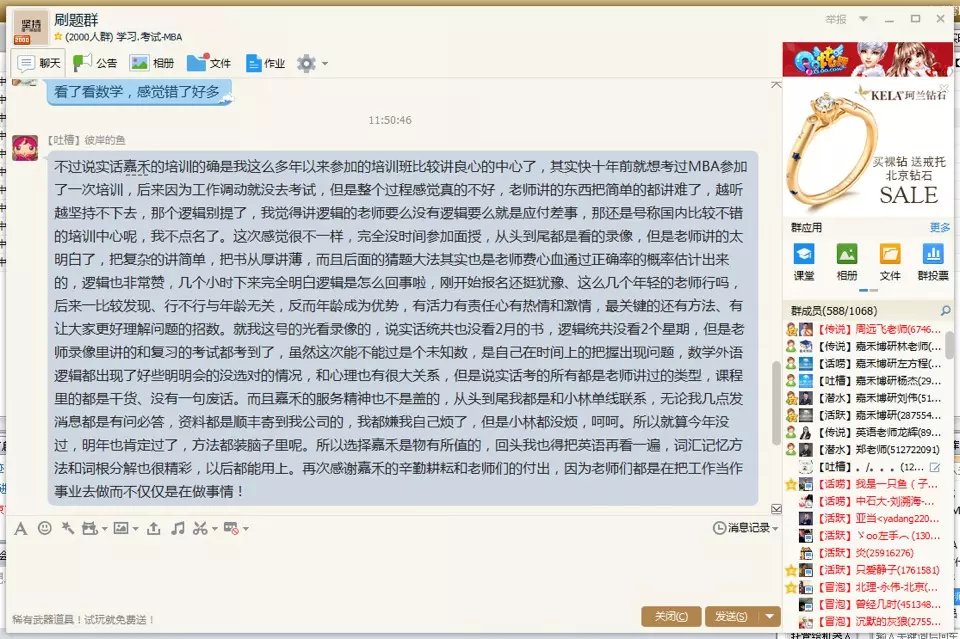 坚持
2000
刷题群
(2000人群) 学习.考试-MBA
举报
聊天 公告 相册 文件 作业
看了看数学，感觉错了好多
11:50:46
【吐槽】彼岸的鱼
不过说实话嘉禾的培训的确是我这么多年以来参加的培训班比较讲良心的中心了，其实快十年前就想考过MBA参加
了一次培训，后来因为工作调动就没去考试，但是整个过程感觉真的不好，老师讲的东西把简单的都讲难了，越听
越坚持不下去，那个逻辑别提了，我觉得讲逻辑的老师要么没有逻辑要么就是应付差事，那还是号称国内比较不错
的培训中心呢，我不点名了。这次感觉很不一样，完全没时间参加面授，从头到尾都是看的录像，但是老师讲的太
明白了，把复杂的讲简单，把书从厚讲薄，而且后面的猜题大法其实也是老师费心血通过正确率的概率估计出来
的，逻辑也非常赞，几个小时下来完全明白逻辑是怎么回事啦，刚开始报名还挺犹豫、这么几个年轻的老师行吗，
后来一比较发现、行不行与年龄无关，反而年龄成为优势，有活力有责任心有热情和激情，最关键的还有方法、有
让大家更好理解问题的招数。就我这号的光看录像的，说实话统共也没看2月的书，逻辑统共没看2个星期，但是老
师录像里讲的和复习的考试都考到了，虽然这次能不能过是个未知数，是自己在时间上的把握出现问题，数学外语
逻辑都出现了好些明明会的没选对的情况，和心理也有很大关系，但是说实话考的所有都是老师讲过的类型，课程
里的都是干货、没有一句废话。而且嘉禾的服务精神也不是盖的，从头到尾我都是和小林单线联系，无论我几点发
消息都是有问必答，资料都是顺丰寄到我公司的，我都嫌我自己烦了，但是小林都没烦，呵呵。所以就算今年没
过，明年也肯定过了，方法都装脑子里呢。所以选择嘉禾是物有所值的，回头我也得把英语再看一遍，词汇记忆方
法和词根分解也很精彩，以后都能用上。再次感谢嘉禾的辛勤耕耘和老师们的付出，因为老师们都是在把工作当作
事业去做而不仅仅是在做事情！
消息记录
稀有武器道具！试玩就免费送！
关闭(C) 发送(S)
KELA 珂兰钻石
买裸钻 送戒托
北京钻石
SALE
群应用 更多
课堂 相册 文件 群投票
群成员(588/1068)
【传说】周远飞老师(6746...
【传说】嘉禾博研林老师(...
【话唠】嘉禾博研左方程(...
【吐槽】嘉禾博研杨杰(29...
【潜水】嘉禾博研刘伟(51...
【活跃】嘉禾博研(287554...
【传说】英语老师龙辉(89...
【潜水】郑老师(512722091)
【吐槽】. /. 。 。(12...
【话唠】我是一只鱼（子...
【话唠】中石大-刘溯海-...
【活跃】亚当<yadang220...
【活跃】ゞoo左手︵(130...
【活跃】炎(25916276)
【活跃】只爱静子(1761581)
【冒泡】北理-永伟-北京(...
【冒泡】曾经几时(451348...
【冒泡】沉默的灰狼(2755...